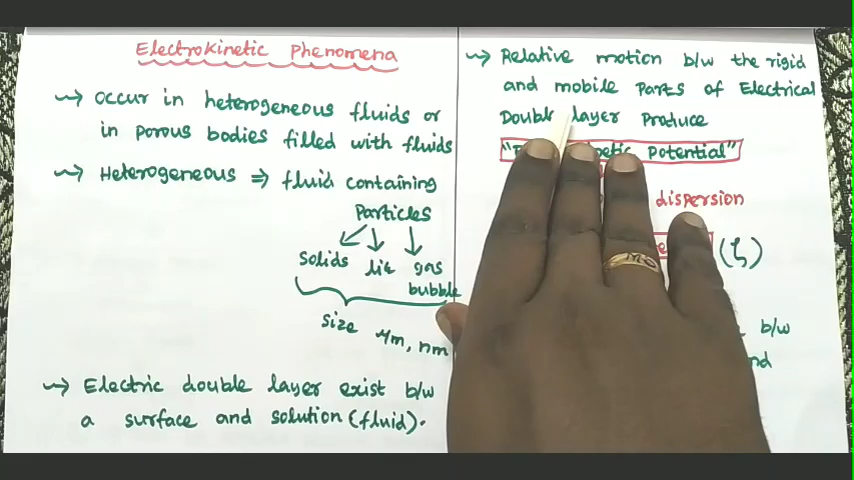 Electrokinetic Phenomena
→ occur in heterogeneous fluids or
in porous bodies filled with fluids
→ Heterogeneous ⇒ fluid containing
Particles
solids liq gas
bubble
size μm, nm
→ Electric double layer exist b/w
a surface and solution (fluid).
→ Relative motion b/w the rigid
and mobile parts of Electrical
Double layer Produce
Potential"
dispersion
(ζ)
b/w